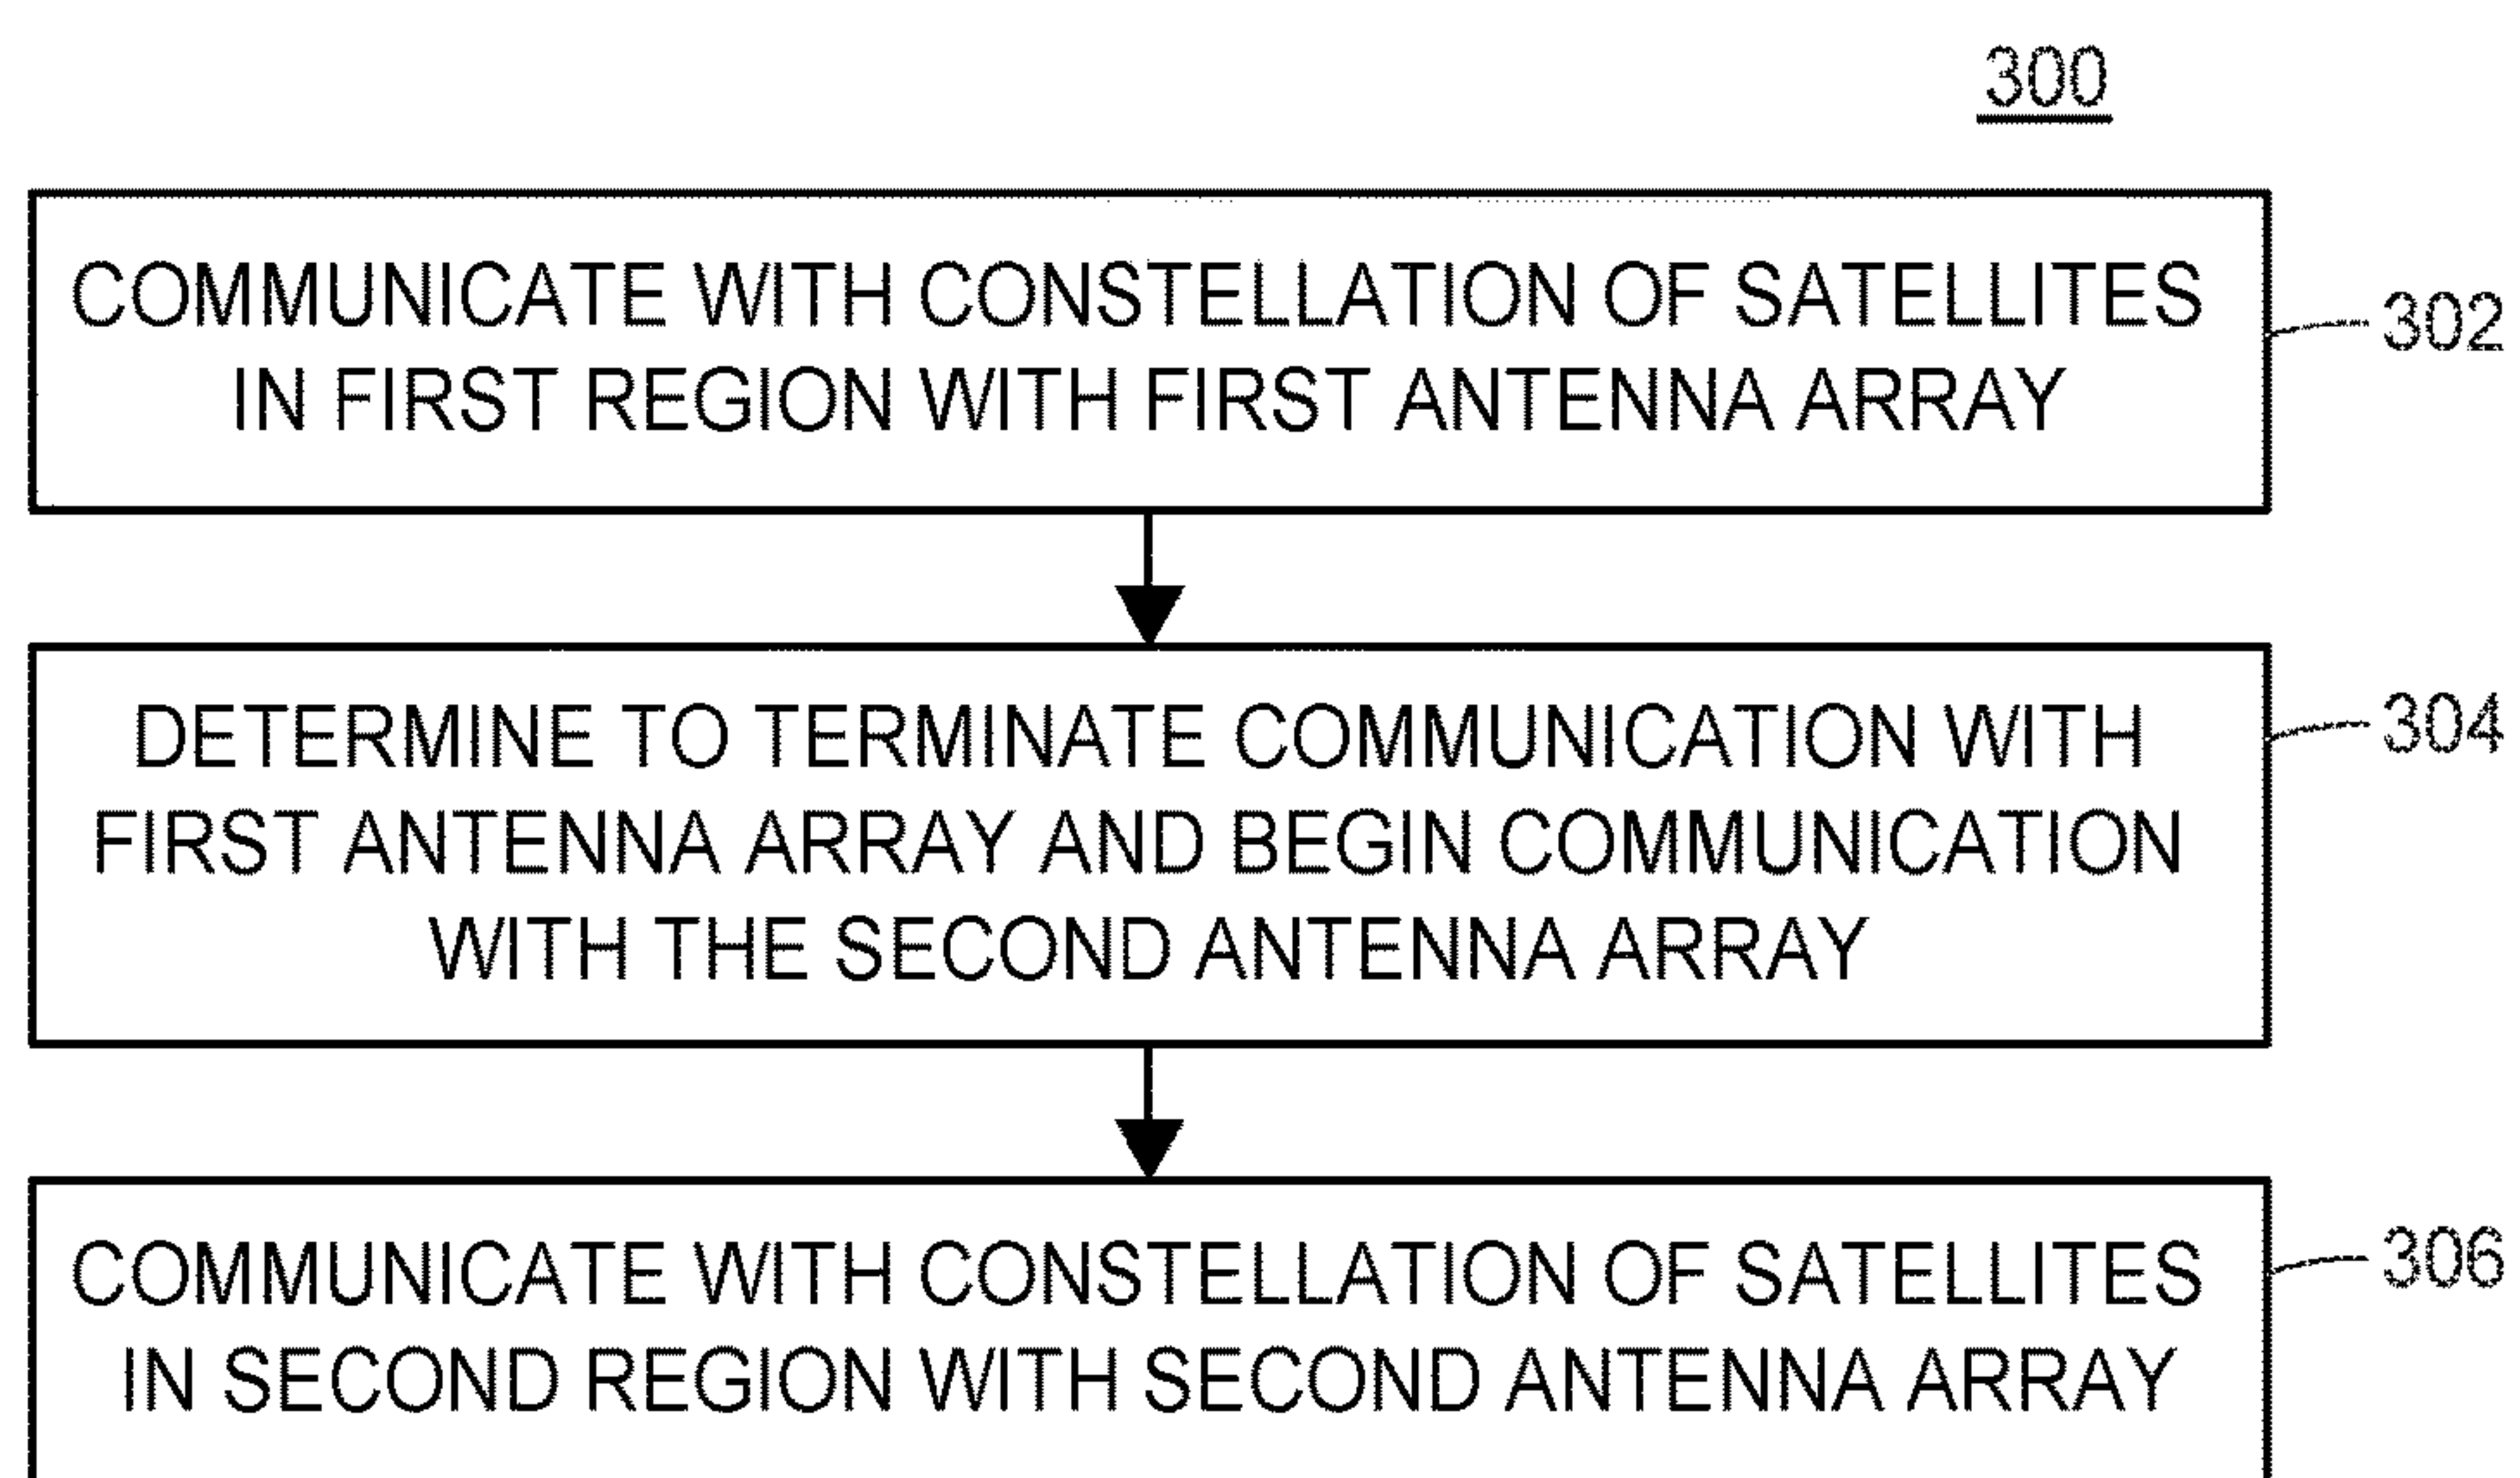 300
COMMUNICATE WITH CONSTELLATION OF SATELLITES
IN FIRST REGION WITH FIRST ANTENNA ARRAY
302
DETERMINE TO TERMINATE COMMUNICATION WITH
FIRST ANTENNA ARRAY AND BEGIN COMMUNICATION
WITH THE SECOND ANTENNA ARRAY
304
COMMUNICATE WITH CONSTELLATION OF SATELLITES
IN SECOND REGION WITH SECOND ANTENNA ARRAY
306